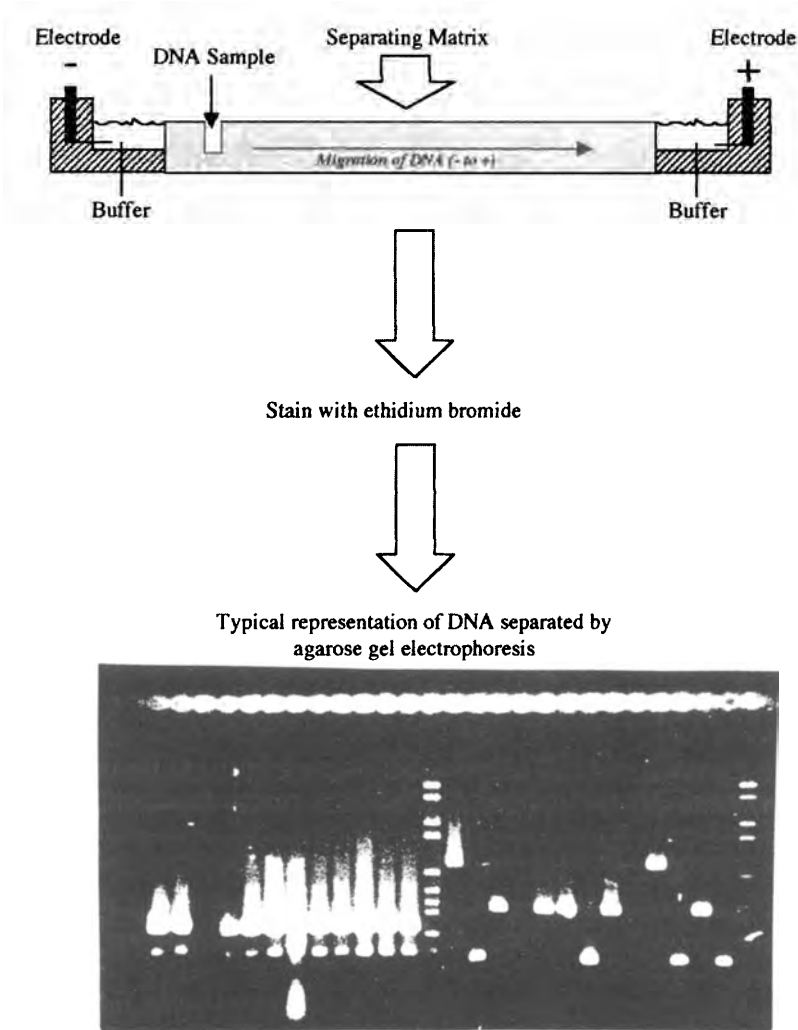 Electrode
Separating Matrix
Electrode
-
DNA Sample
+
Migration of DNA (- to +)
Buffer
Buffer
Stain with ethidium bromide
Typical representation of DNA separated by
agarose gel electrophoresis